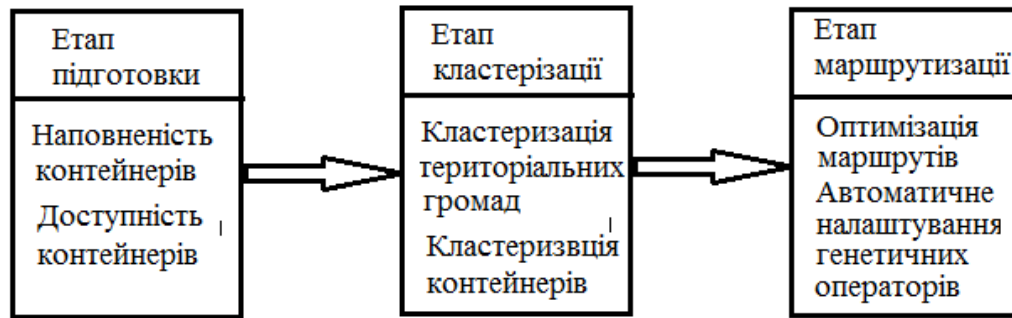 Етап
підготовки
Наповненість
контейнерів
Доступність
контейнерів
Етап
кластерізації
Кластеризація
територіальних
громад
Кластеризвція
контейнерів
Етап
маршрутизації
Оптимізація
маршрутів
Автоматичне
налаштування
генетичних
операторів